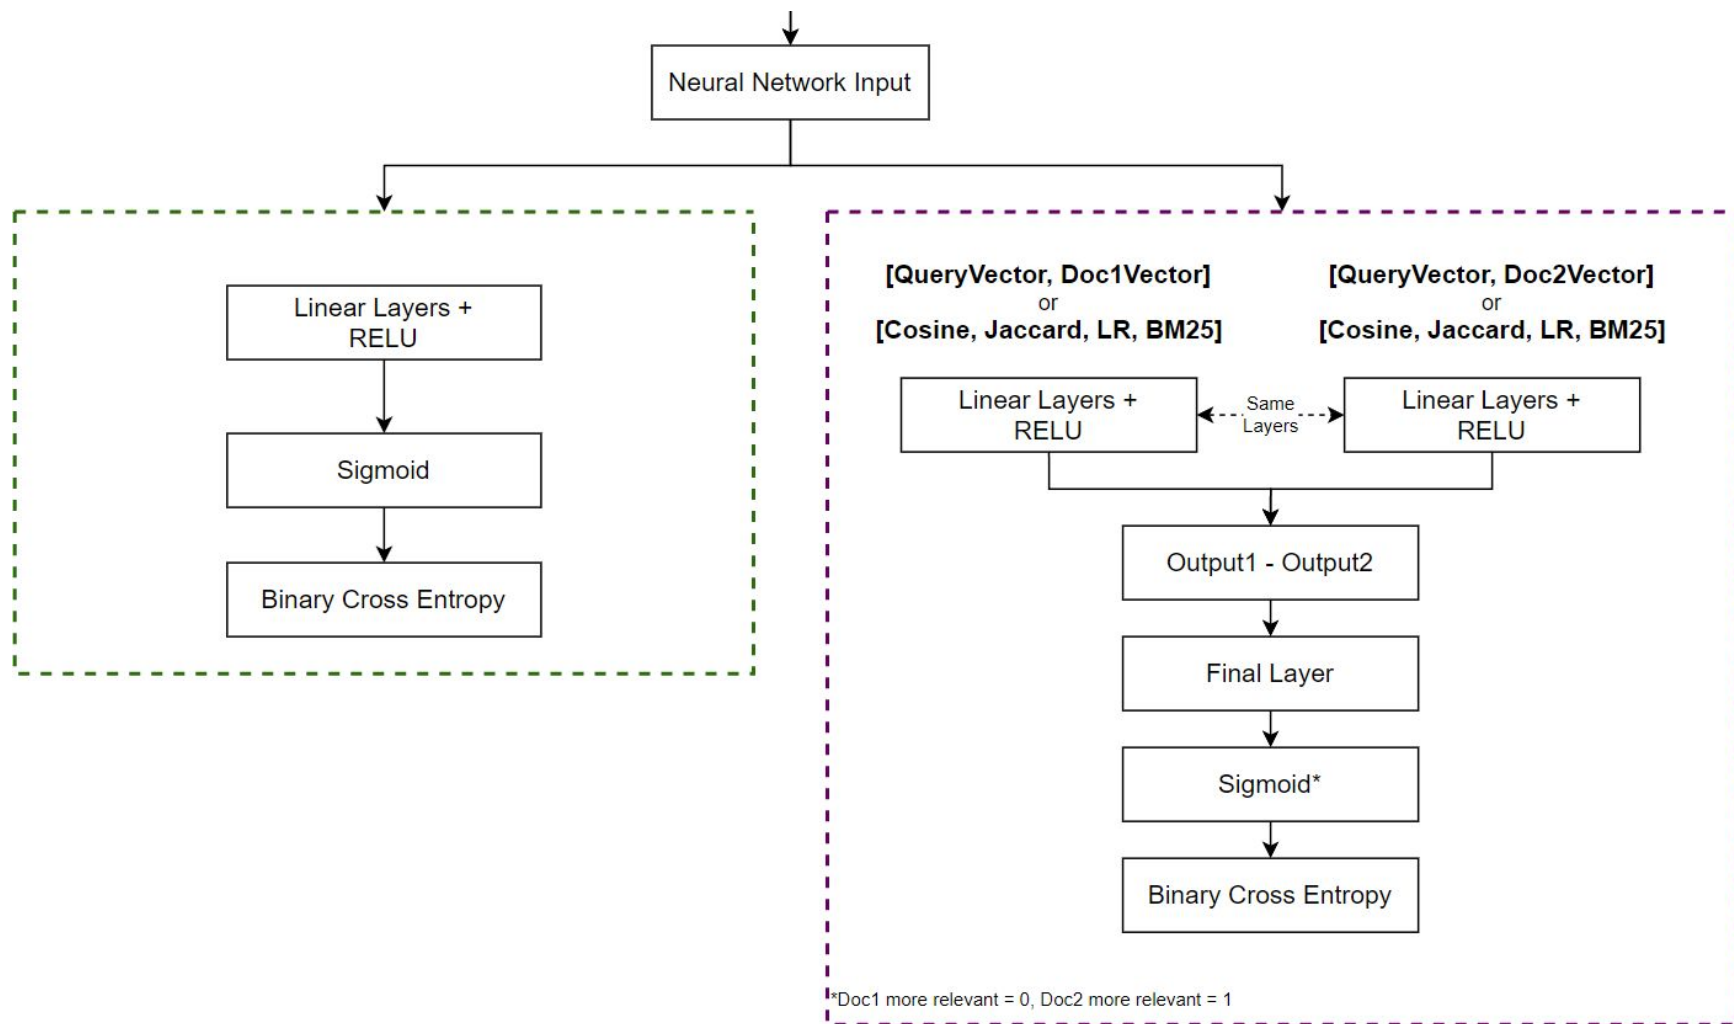 Neural Network Input
Linear Layers +
RELU
Sigmoid
Binary Cross Entropy
[QueryVector, Doc1Vector]
or
[Cosine, Jaccard, LR, BM25]
[QueryVector, Doc2Vector]
or
[Cosine, Jaccard, LR, BM25]
Linear Layers +
RELU
Same
Layers
Linear Layers +
RELU
Output1 - Output2
Final Layer
Sigmoid*
Binary Cross Entropy
*Doc1 more relevant = 0, Doc2 more relevant = 1